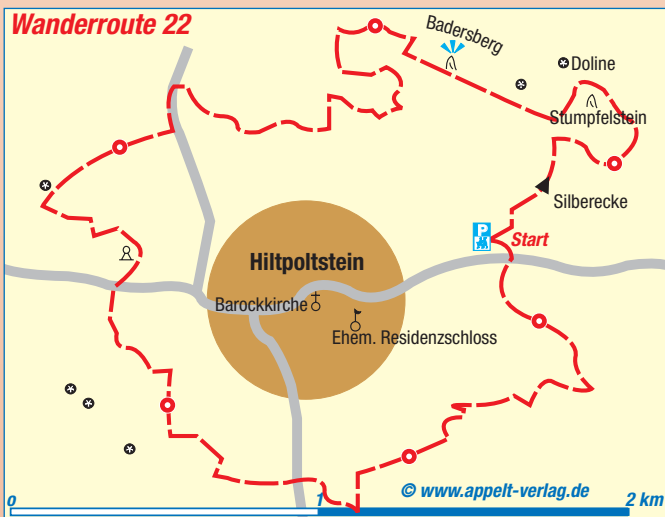 Wanderroute 22
Badersberg
Doline
Stumpfelstein
Silberecke
P
Start
Hiltpoltstein
Barockkirche
Ehem. Residenzschloss
© www.appelt-verlag.de
0 1 2 km